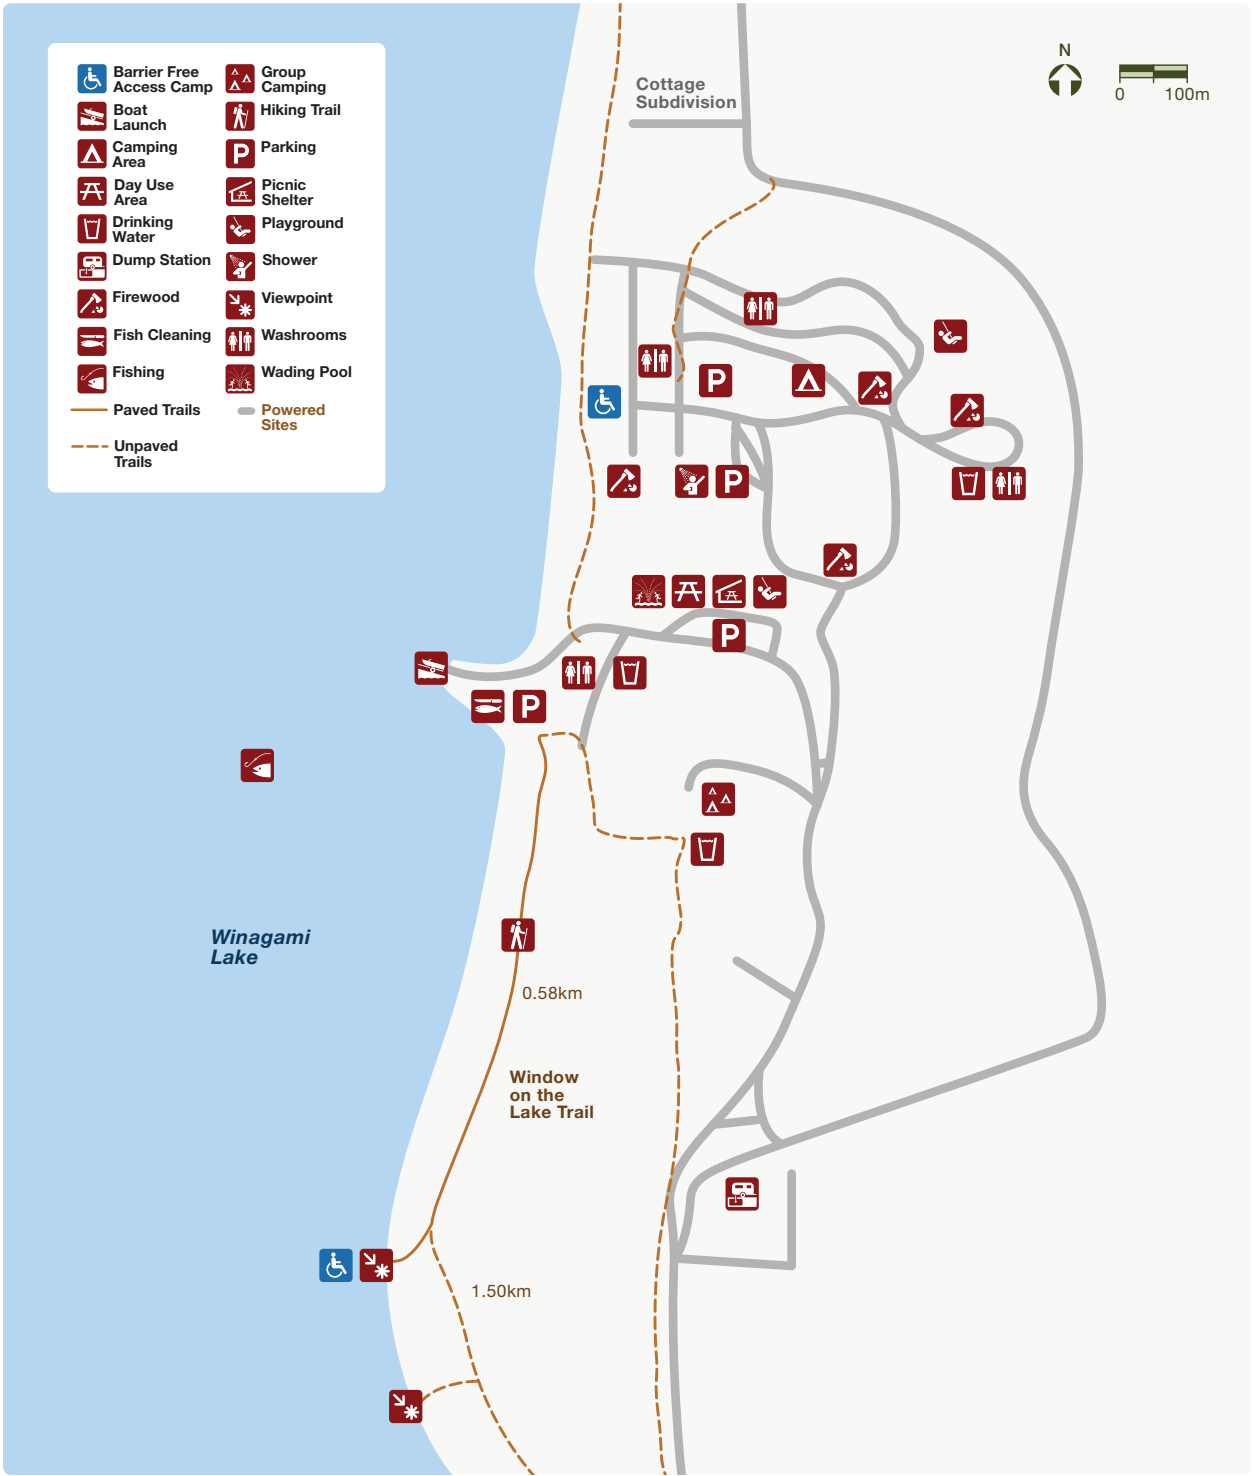 Barrier Free
Access Camp
Boat
Launch
Camping
Area
Day Use
Area
Drinking
Water
Dump Station
Firewood
Fish Cleaning
Fishing
Paved Trails
Unpaved
Trails
Group
Camping
Hiking Trail
P
Parking
Picnic
Shelter
Playground
Shower
Viewpoint
Washrooms
Wading Pool
Powered
Sites
Cottage
Subdivision
N
0 100m
P
P
P
P
Winagami
Lake
0.58km
Window
on the
Lake Trail
1.50km